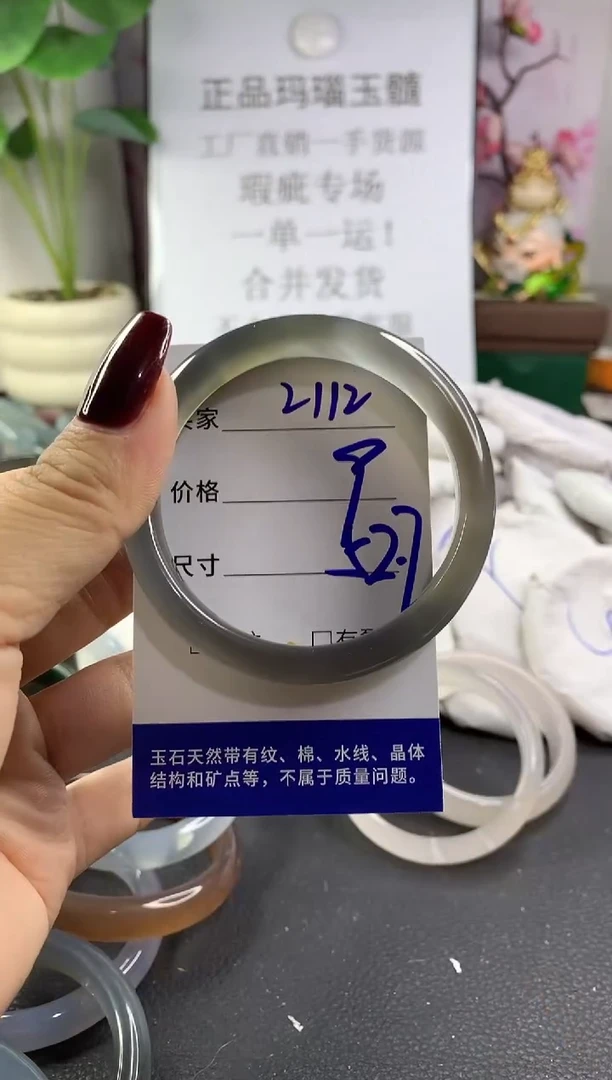 正品玛瑙玉髓
工厂直销一手货源
瑕疵专场
一单一运!
合并发货
家 2112
价格
尺寸 52.7
□有
玉石天然带有纹、棉、水线、晶体
结构和矿点等,不属于质量问题。